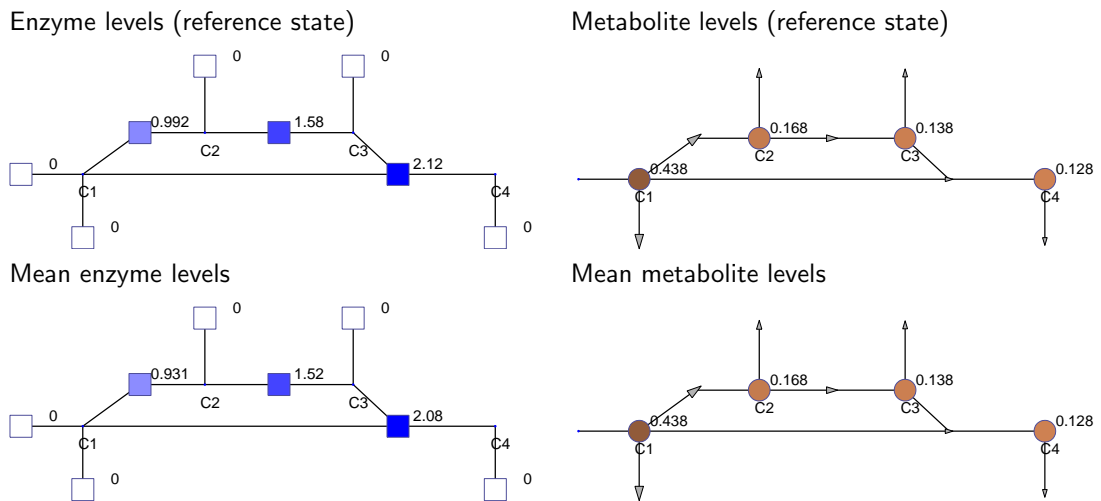 Enzyme levels (reference state)
0
0
0.992
1.58
C2
C3
0
2.12
C1
C4
0
0
Metabolite levels (reference state)
0.168
0.138
C2
C3
0.438
0.128
C1
C4
Mean enzyme levels
0
0
0.931
1.52
C2
C3
0
2.08
C1
C4
0
0
Mean metabolite levels
0.168
0.138
C2
C3
0.438
0.128
C1
C4